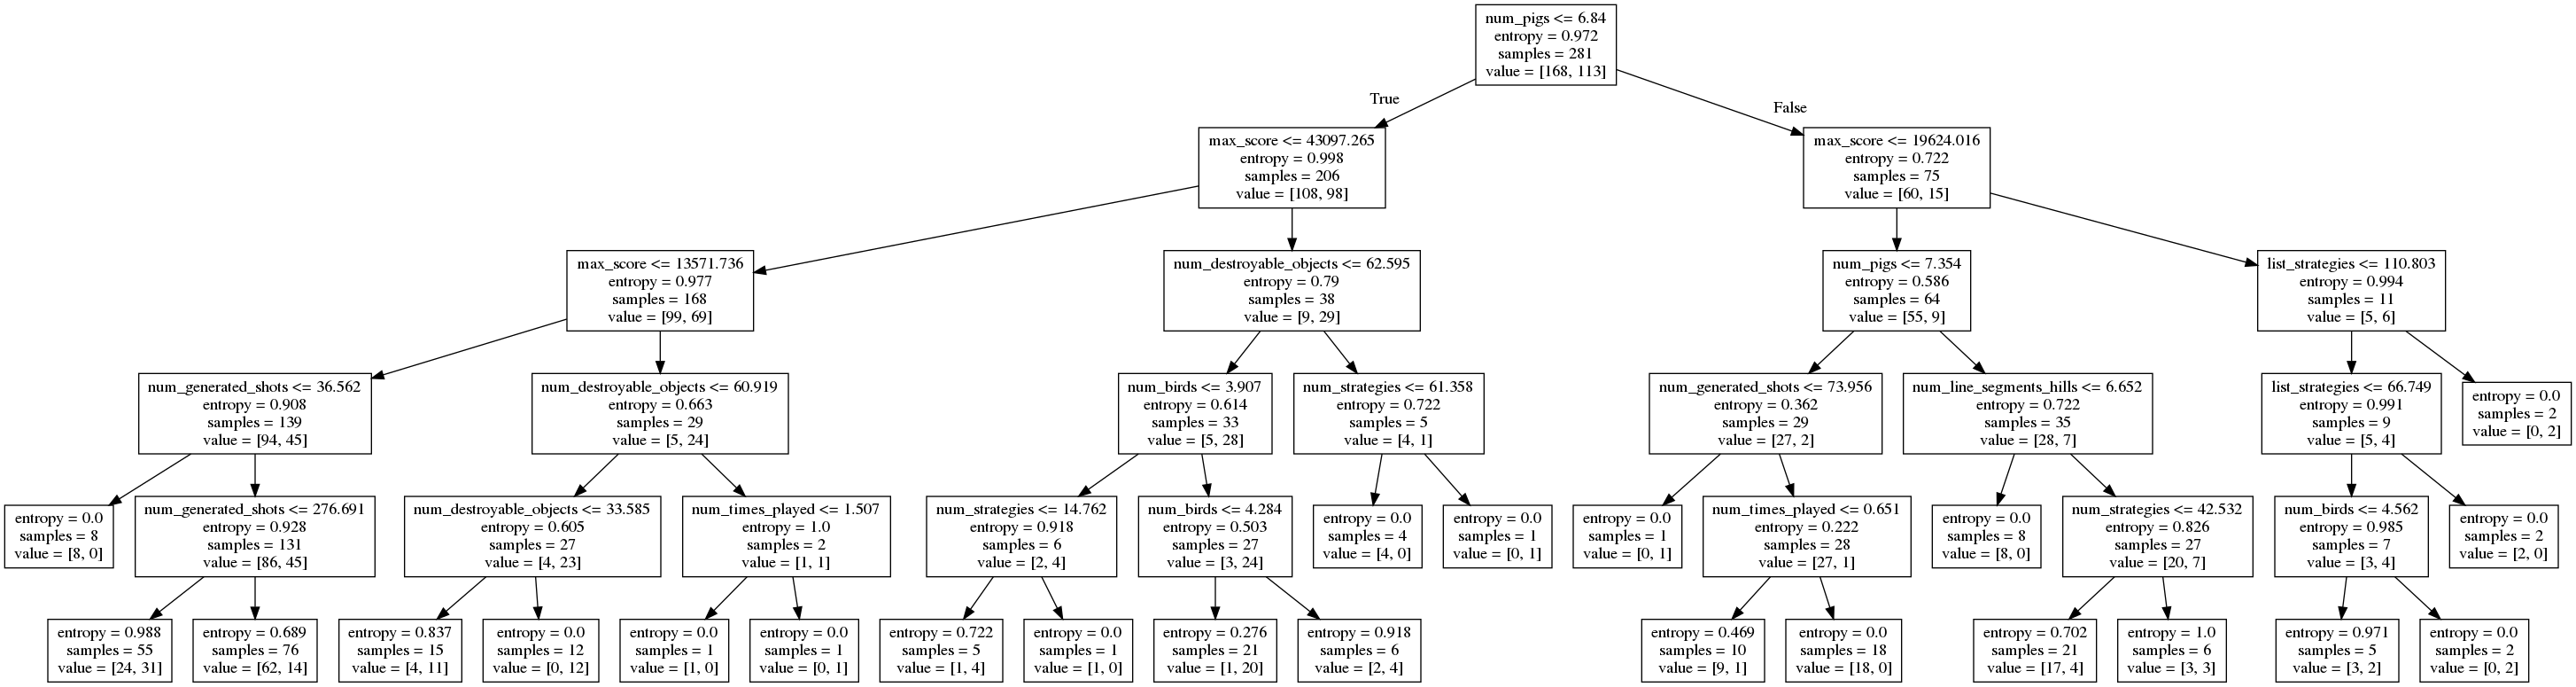 num_pigs <= 6.84
entropy = 0.972
samples = 281
value = [168, 113]
True
False
max_score <= 43097.265
entropy = 0.998
samples = 206
value = [108, 98]
max_score <= 19624.016
entropy = 0.722
samples = 75
value = [60, 15]
max_score <= 13571.736
entropy = 0.977
samples = 168
value = [99, 69]
num_destroyable_objects <= 62.595
entropy = 0.79
samples = 38
value = [9, 29]
num_pigs <= 7.354
entropy = 0.586
samples = 64
value = [55, 9]
list_strategies <= 110.803
entropy = 0.994
samples = 11
value = [5, 6]
num_generated_shots <= 36.562
entropy = 0.908
samples = 139
value = [94, 45]
num_destroyable_objects <= 60.919
entropy = 0.663
samples = 29
value = [5, 24]
num_birds <= 3.907
entropy = 0.614
samples = 33
value = [5, 28]
num_strategies <= 61.358
entropy = 0.722
samples = 5
value = [4, 1]
num_generated_shots <= 73.956
entropy = 0.362
samples = 29
value = [27, 2]
num_line_segments_hills <= 6.652
entropy = 0.722
samples = 35
value = [28, 7]
list_strategies <= 66.749
entropy = 0.991
samples = 9
value = [5, 4]
entropy = 0.0
samples = 2
value = [0, 2]
entropy = 0.0
samples = 8
value = [8, 0]
num_generated_shots <= 276.691
entropy = 0.928
samples = 131
value = [86, 45]
num_destroyable_objects <= 33.585
entropy = 0.605
samples = 27
value = [4, 23]
num_times_played <= 1.507
entropy = 1.0
samples = 2
value = [1, 1]
num_strategies <= 14.762
entropy = 0.918
samples = 6
value = [2, 4]
num_birds <= 4.284
entropy = 0.503
samples = 27
value = [3, 24]
entropy = 0.0
samples = 4
value = [4, 0]
entropy = 0.0
samples = 1
value = [0, 1]
entropy = 0.0
samples = 1
value = [0, 1]
num_times_played <= 0.651
entropy = 0.222
samples = 28
value = [27, 1]
entropy = 0.0
samples = 8
value = [8, 0]
num_strategies <= 42.532
entropy = 0.826
samples = 27
value = [20, 7]
num_birds <= 4.562
entropy = 0.985
samples = 7
value = [3, 4]
entropy = 0.0
samples = 2
value = [2, 0]
entropy = 0.988
samples = 55
value = [24, 31]
entropy = 0.689
samples = 76
value = [62, 14]
entropy = 0.837
samples = 15
value = [4, 11]
entropy = 0.0
samples = 12
value = [0, 12]
entropy = 0.0
samples = 1
value = [1, 0]
entropy = 0.0
samples = 1
value = [0, 1]
entropy = 0.722
samples = 5
value = [1, 4]
entropy = 0.0
samples = 1
value = [1, 0]
entropy = 0.276
samples = 21
value = [1, 20]
entropy = 0.918
samples = 6
value = [2, 4]
entropy = 0.469
samples = 10
value = [9, 1]
entropy = 0.0
samples = 18
value = [18, 0]
entropy = 0.702
samples = 21
value = [17, 4]
entropy = 1.0
samples = 6
value = [3, 3]
entropy = 0.971
samples = 5
value = [3, 2]
entropy = 0.0
samples = 2
value = [0, 2]